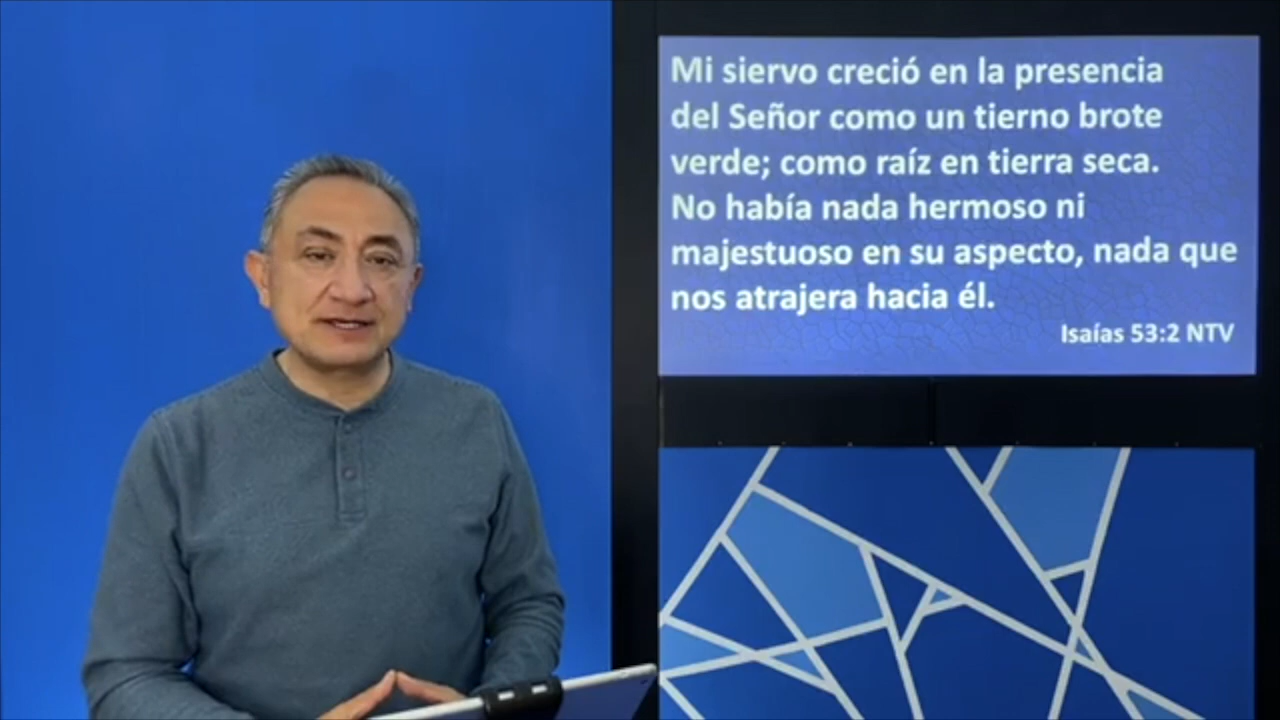 Mi siervo creció en la presencia
del Señor como un tierno brote
verde; como raíz en tierra seca.
No había nada hermoso ni
majestuoso en su aspecto, nada que
nos atrajera hacia él.
Isaías 53:2 NTV